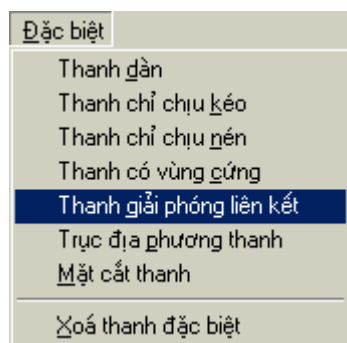 Đặc biệt
Thanh dàn
Thanh chỉ chịu kéo
Thanh chỉ chịu nén
Thanh có vùng cứng
Thanh giải phóng liên kết
Trục địa phương thanh
Mặt cắt thanh
Xoá thanh đặc biệt